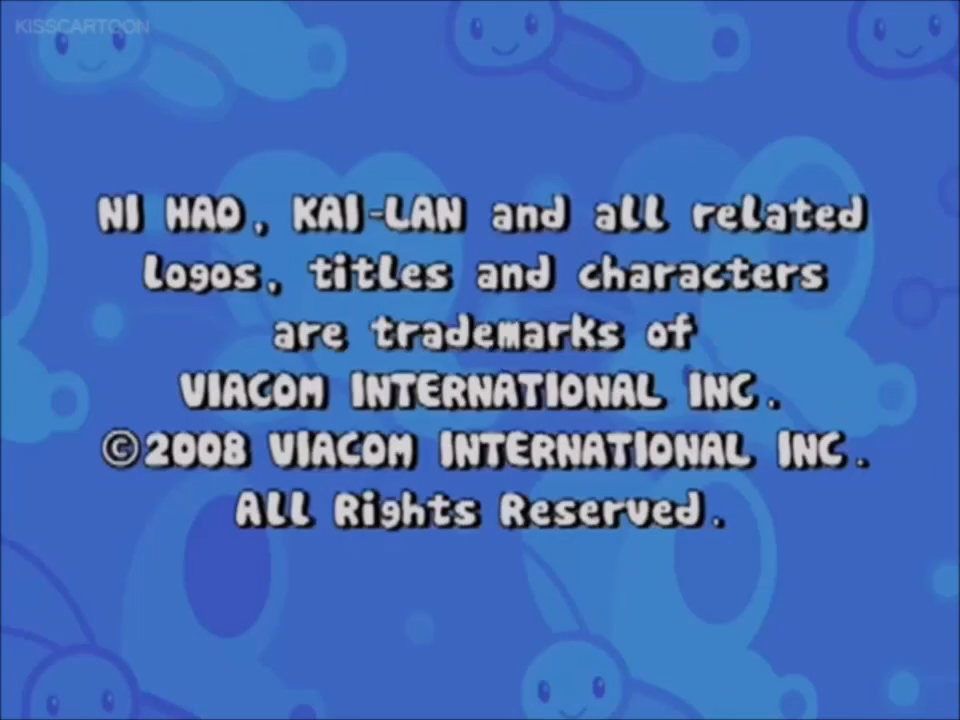 KISSCARTOON
NI HAO, KAI-LAN and all related
logos, titles and characters
are trademarks of
VIACOM INTERNATIONAL INC.
©2008 VIACOM INTERNATIONAL INC.
All Rights Reserved.